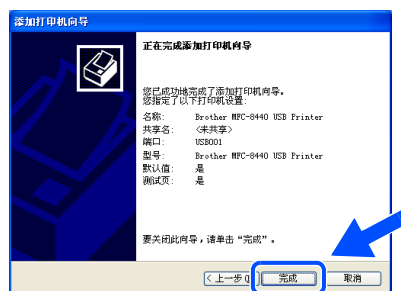 添加打印机向导
正在完成添加打印机向导
您已成功地完成了添加打印机向导。
您指定了以下打印机设置:
名称: Brother MFC-8440 USB Printer
共享名: <未共享>
端口: USB001
型号: Brother MFC-8440 USB Printer
默认值: 是
测试页: 是
要关闭此向导，请单击“完成”。
<上一步 完成 取消